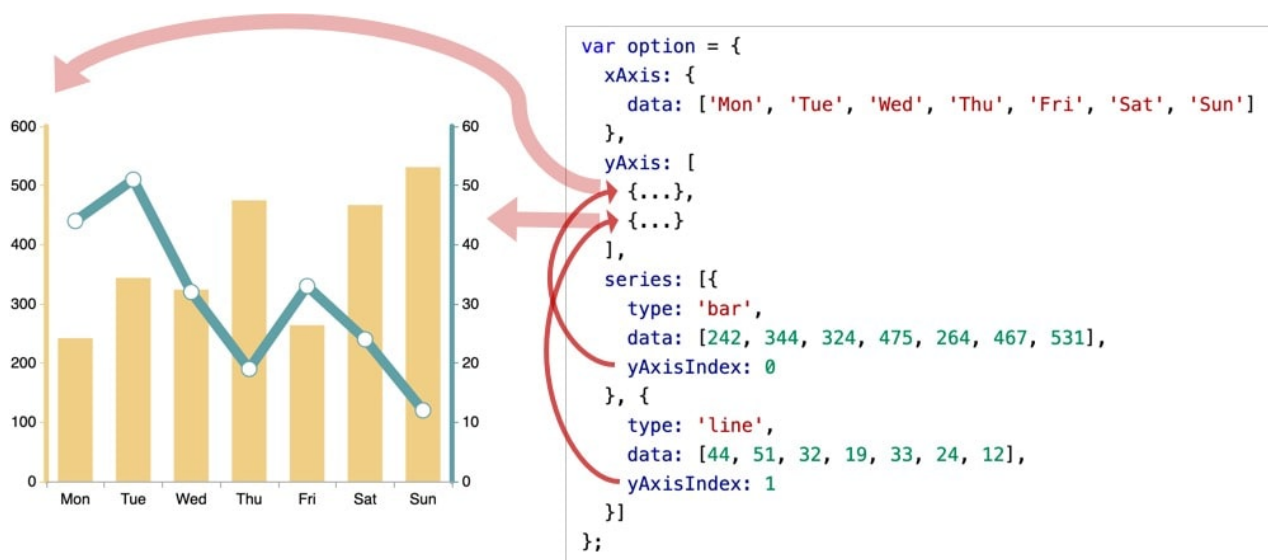 600
500
400
300
200
100
0
60
50
40
30
20
10
0
Mon Tue Wed Thu Fri Sat Sun
var option = {
  xAxis: {
    data: ['Mon', 'Tue', 'Wed', 'Thu', 'Fri', 'Sat', 'Sun']
  },
  yAxis: [
    {...},
    {...}
  ],
  series: [{
    type: 'bar',
    data: [242, 344, 324, 475, 264, 467, 531],
    yAxisIndex: 0
  }, {
    type: 'line',
    data: [44, 51, 32, 19, 33, 24, 12],
    yAxisIndex: 1
  }]
};